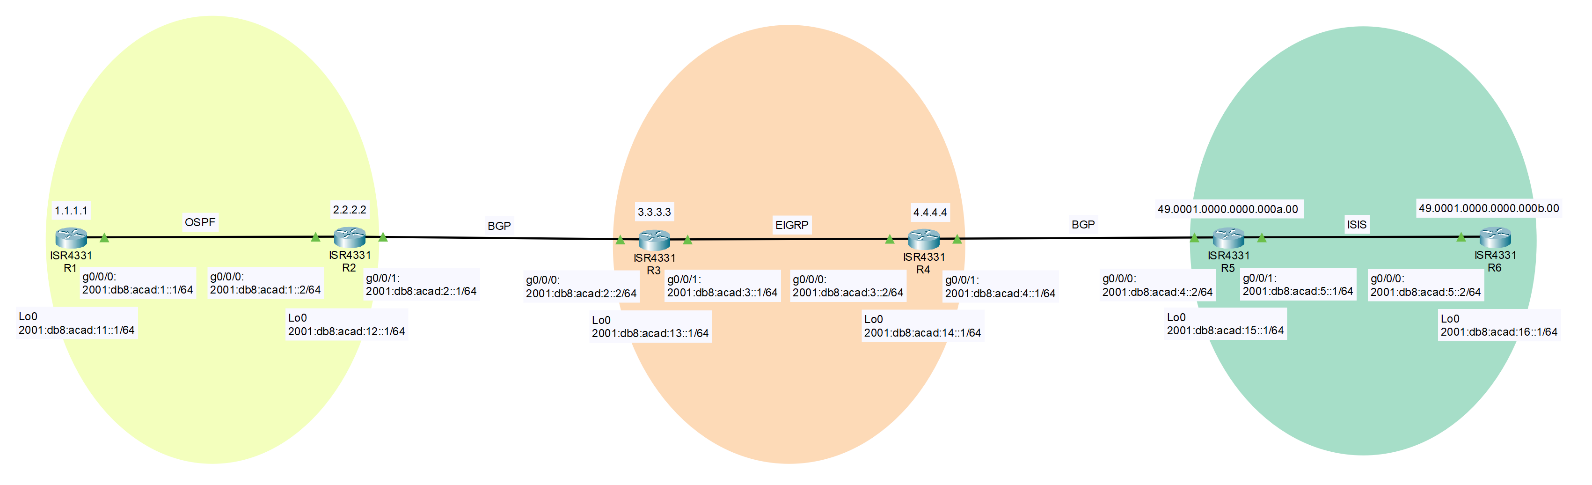 1.1.1.1
OSPF
2.2.2.2
BGP
3.3.3.3
EIGRP
4.4.4.4
BGP
49.0001.0000.0000.000a.00
ISIS
49.0001.0000.0000.000b.00
ISR4331
R1
ISR4331
R2
ISR4331
R3
ISR4331
R4
ISR4331
R5
ISR4331
R6
g0/0/0:
2001:db8:acad:1::1/64
g0/0/0:
2001:db8:acad:1::2/64
g0/0/1:
2001:db8:acad:2::1/64
g0/0/0:
2001:db8:acad:2::2/64
g0/0/1:
2001:db8:acad:3::1/64
g0/0/0:
2001:db8:acad:3::2/64
g0/0/1:
2001:db8:acad:4::1/64
g0/0/0:
2001:db8:acad:4::2/64
g0/0/1:
2001:db8:acad:5::1/64
g0/0/0:
2001:db8:acad:5::2/64
Lo0
2001:db8:acad:11::1/64
Lo0
2001:db8:acad:12::1/64
Lo0
2001:db8:acad:13::1/64
Lo0
2001:db8:acad:14::1/64
Lo0
2001:db8:acad:15::1/64
Lo0
2001:db8:acad:16::1/64